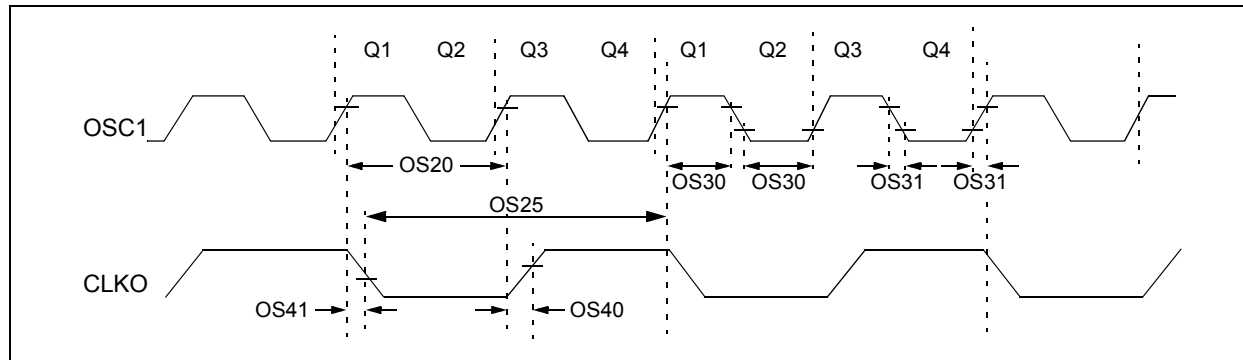 Q1 Q2 Q3 Q4 Q1 Q2 Q3 Q4
OSC1
OS20 OS30 OS30 OS31 OS31
OS25
CLKO
OS41 OS40